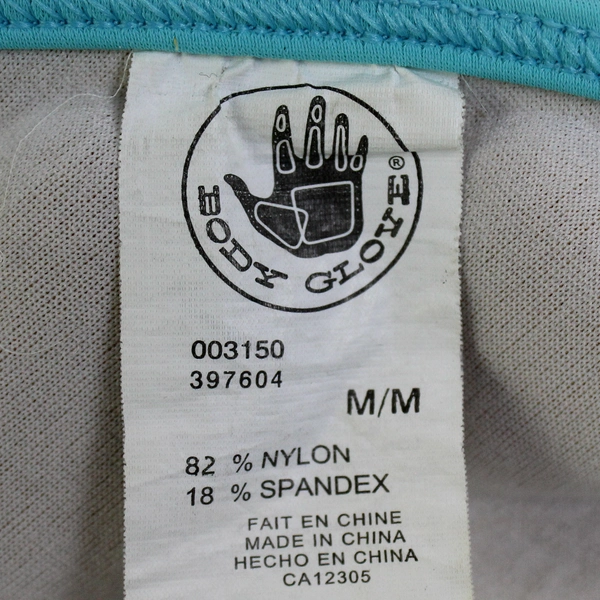 BODY GLOVE®
003150
397604
M/M
82 % NYLON
18 % SPANDEX
FAIT EN CHINE
MADE IN CHINA
HECHO EN CHINA
CA12305